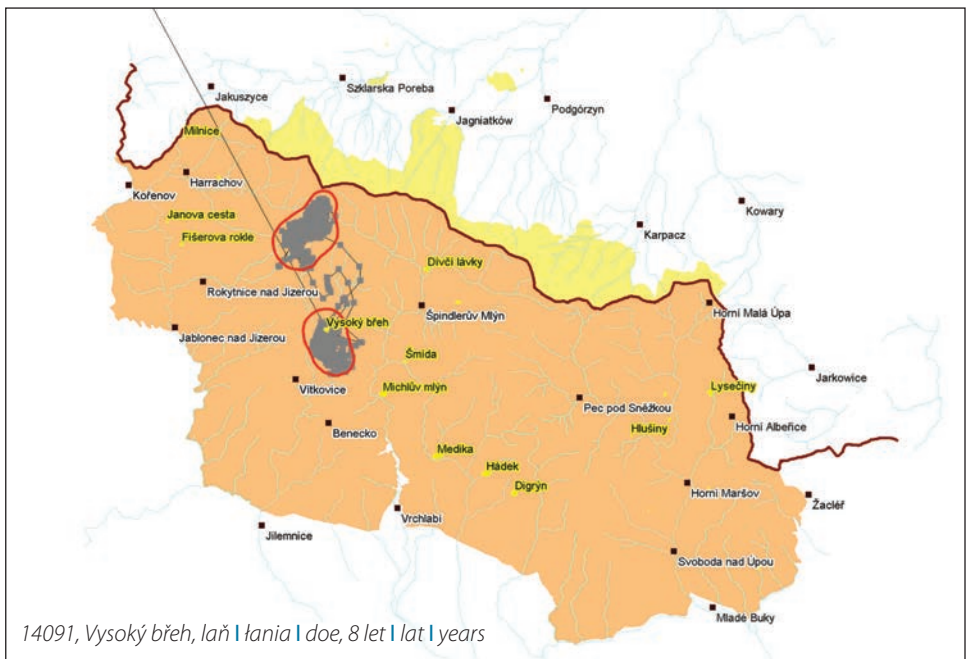 Szklarska Poreba
Jakuszyce
Podgórzyn
Jagniatków
Milnice
Harrachov
Kořenov
Kowary
Janova cesta
Karpacz
Fišerova rokle
Dívčí lávky
Rokytnice nad Jizerou
Horní Malá Úpa
Špindlerův Mlýn
Vysoký břeh
Jablonec nad Jizerou
Šmída
Jarkowice
Vítkovice
Michlův mlýn
Lysečiny
Pec pod Sněžkou
Horní Albeřice
Benecko
Hlušiny
Medika
Hádek
Digrýn
Horní Maršov
Žacléř
Vrchlabí
Jilemnice
Svoboda nad Úpou
Mladé Buky
14091, Vysoký břeh, laň I łania I doe, 8 let I lat I years